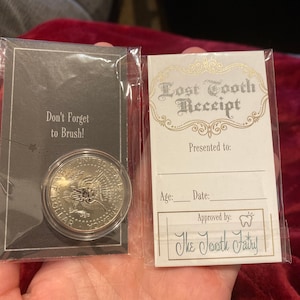 Don't Forget
to Brush!
Lost Tooth
Receipt
Presented to:
Age: Date:
Approved by:
The Tooth Fairy